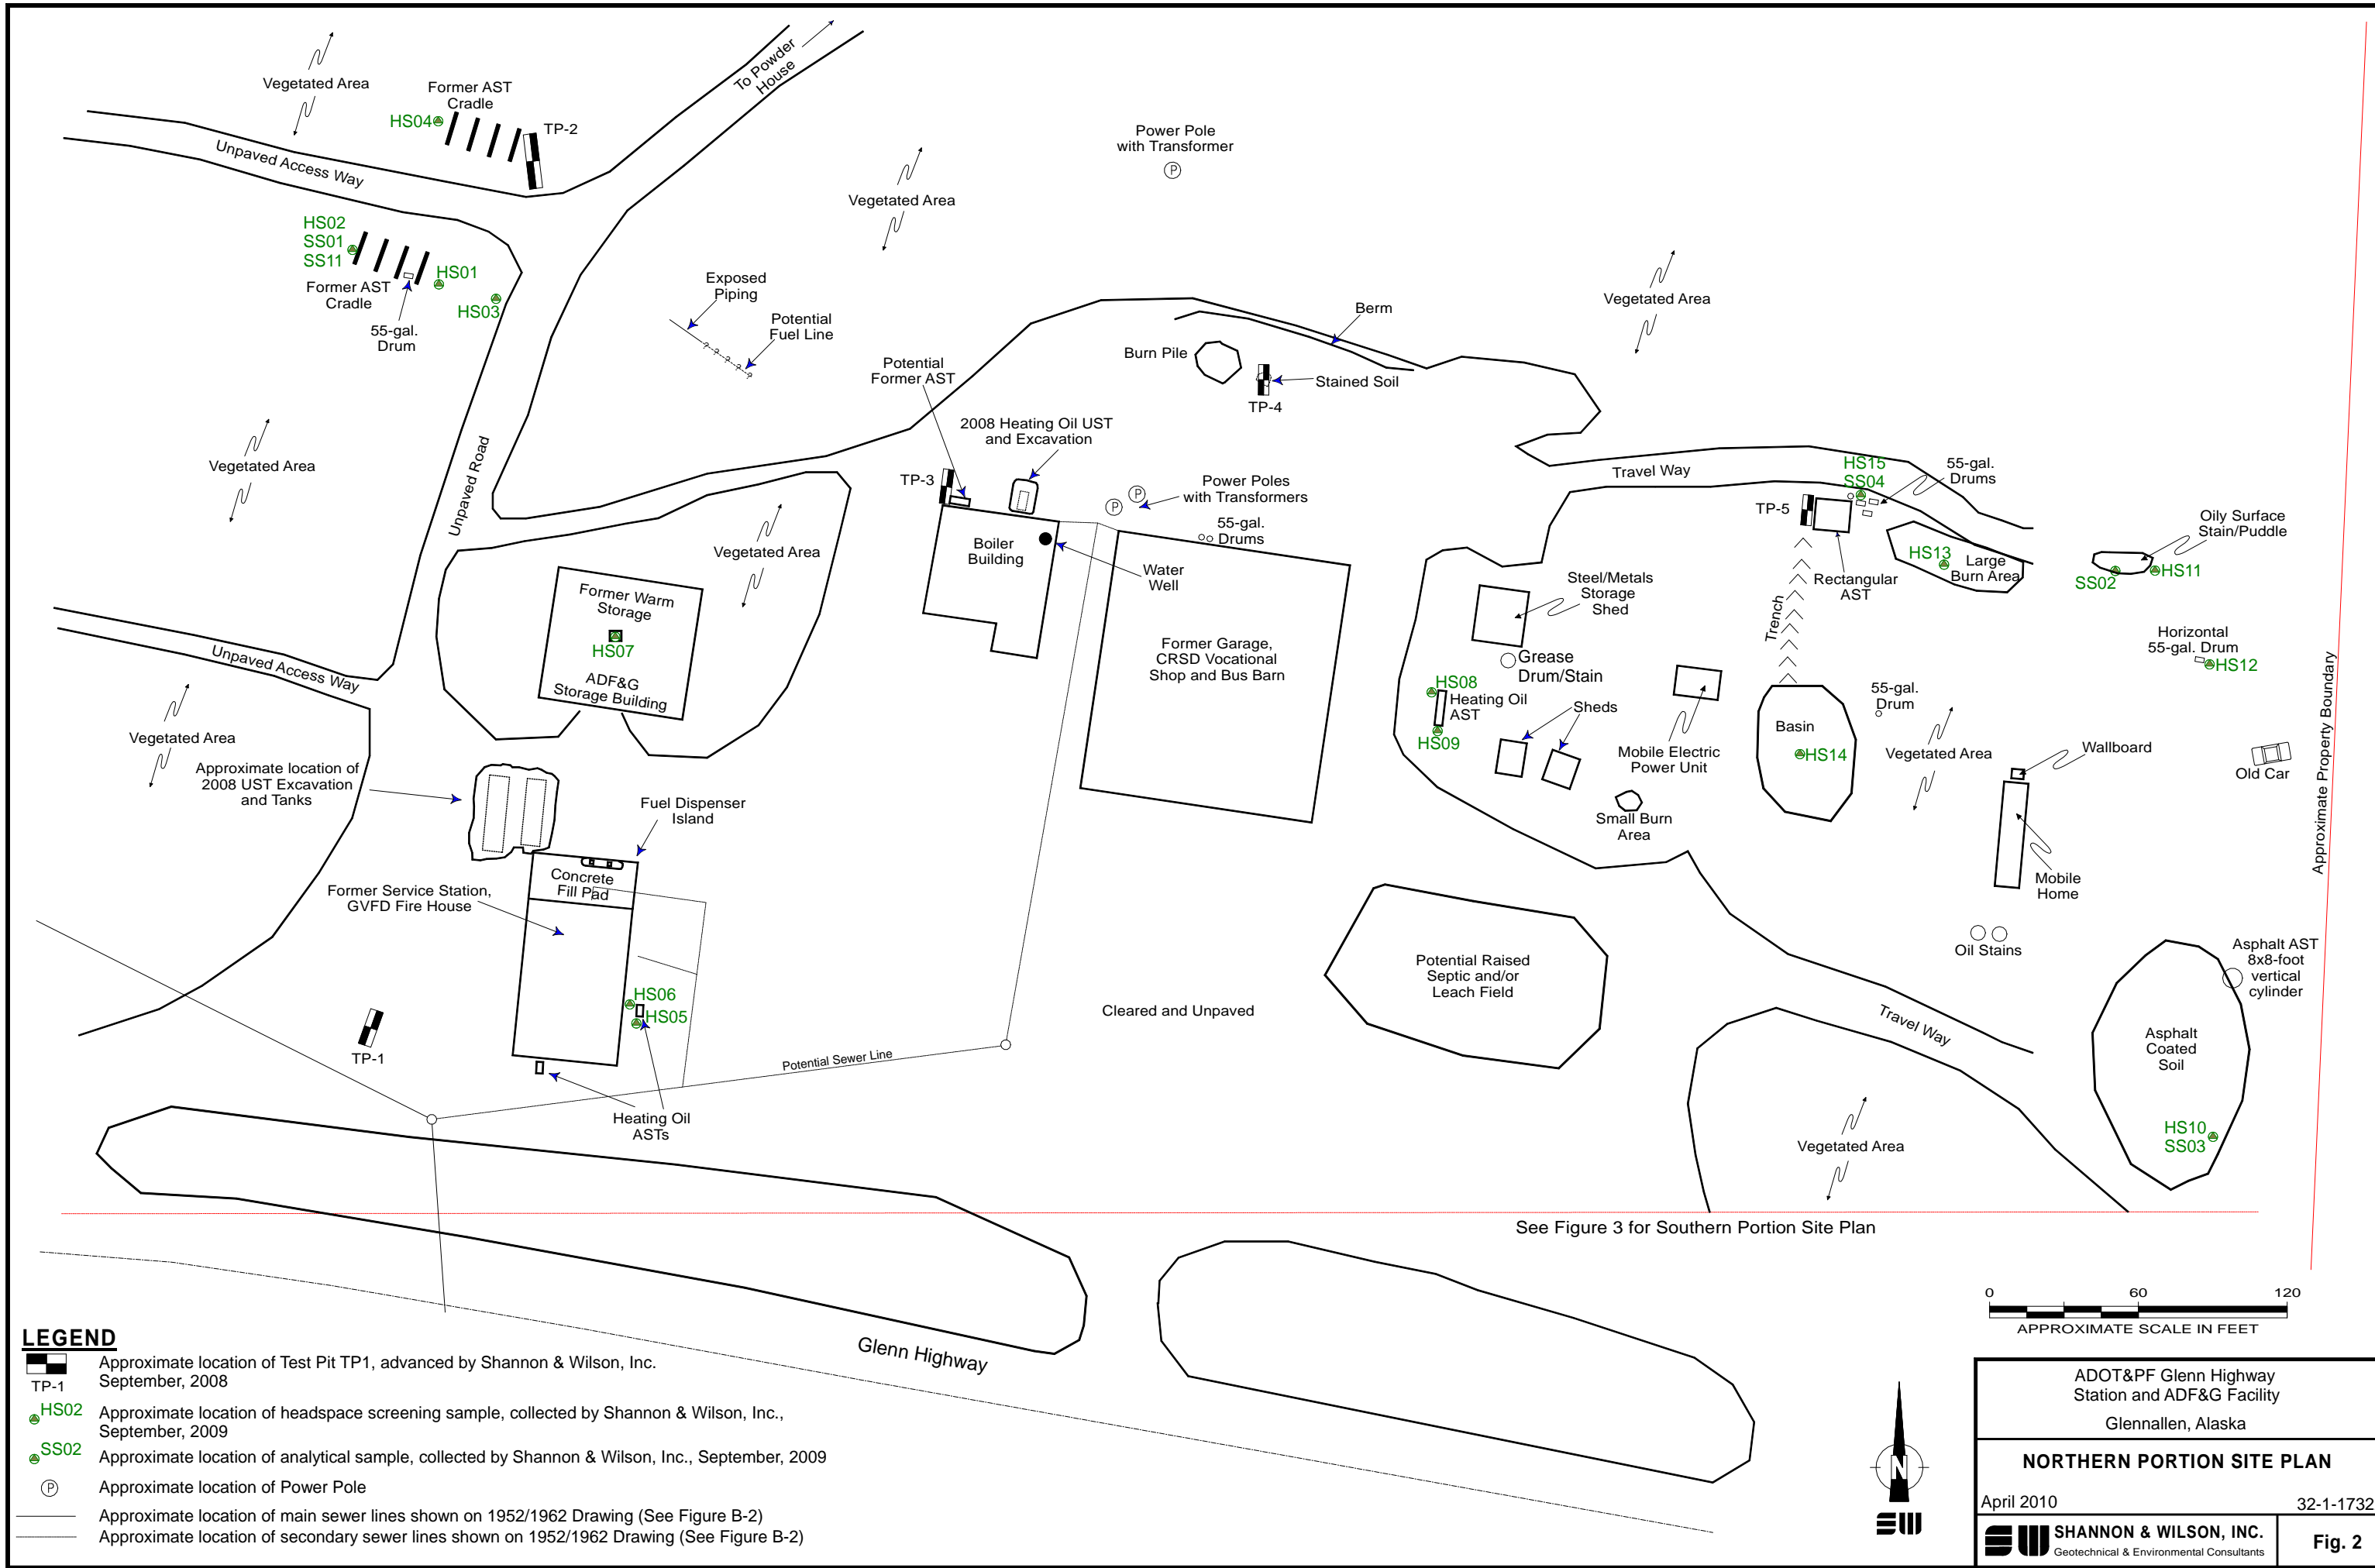 To Powder
House
Vegetated Area
Former AST
Cradle
HS04
TP-2
Unpaved Access Way
Power Pole
with Transformer
P
Vegetated Area
HS02
SS01
SS11
HS01
HS03
Former AST
Cradle
55-gal.
Drum
Exposed
Piping
Potential
Fuel Line
? ? ? ? ?
Vegetated Area
Berm
Burn Pile
Stained Soil
TP-4
Potential
Former AST
2008 Heating Oil UST
and Excavation
Vegetated Area
Unpaved Road
TP-3
Power Poles
with Transformers
P
P
55-gal.
Drums
Travel Way
HS15
SS04
55-gal.
Drums
TP-5
Oily Surface
Stain/Puddle
Vegetated Area
Boiler
Building
Water
Well
HS13
Large
Burn Area
SS02
HS11
Rectangular
AST
Steel/Metals
Storage
Shed
Trench
Former Warm
Storage
HS07
ADF&G
Storage Building
Former Garage,
CRSD Vocational
Shop and Bus Barn
Horizontal
55-gal. Drum
HS12
Unpaved Access Way
Grease
Drum/Stain
HS08
Heating Oil
AST
HS09
Sheds
55-gal.
Drum
Approximate Property Boundary
Vegetated Area
Basin
HS14
Mobile Electric
Power Unit
Vegetated Area
Wallboard
Old Car
Approximate location of
2008 UST Excavation
and Tanks
Fuel Dispenser
Island
Small Burn
Area
Concrete
Fill Pad
Former Service Station,
GVFD Fire House
Mobile
Home
Oil Stains
Asphalt AST
8x8-foot
vertical
cylinder
Potential Raised
Septic and/or
Leach Field
HS06
HS05
Cleared and Unpaved
Travel Way
TP-1
Potential Sewer Line
Asphalt
Coated
Soil
Heating Oil
ASTs
HS10
SS03
Vegetated Area
See Figure 3 for Southern Portion Site Plan
Glenn Highway
0 60 120
APPROXIMATE SCALE IN FEET
LEGEND
TP-1
Approximate location of Test Pit TP1, advanced by Shannon & Wilson, Inc.
September, 2008
HS02
Approximate location of headspace screening sample, collected by Shannon & Wilson, Inc.,
September, 2009
SS02
Approximate location of analytical sample, collected by Shannon & Wilson, Inc., September, 2009
P
Approximate location of Power Pole
Approximate location of main sewer lines shown on 1952/1962 Drawing (See Figure B-2)
Approximate location of secondary sewer lines shown on 1952/1962 Drawing (See Figure B-2)
N
SW
ADOT&PF Glenn Highway
Station and ADF&G Facility
Glennallen, Alaska
NORTHERN PORTION SITE PLAN
April 2010 32-1-1732
SW SHANNON & WILSON, INC.
Geotechnical & Environmental Consultants
Fig. 2